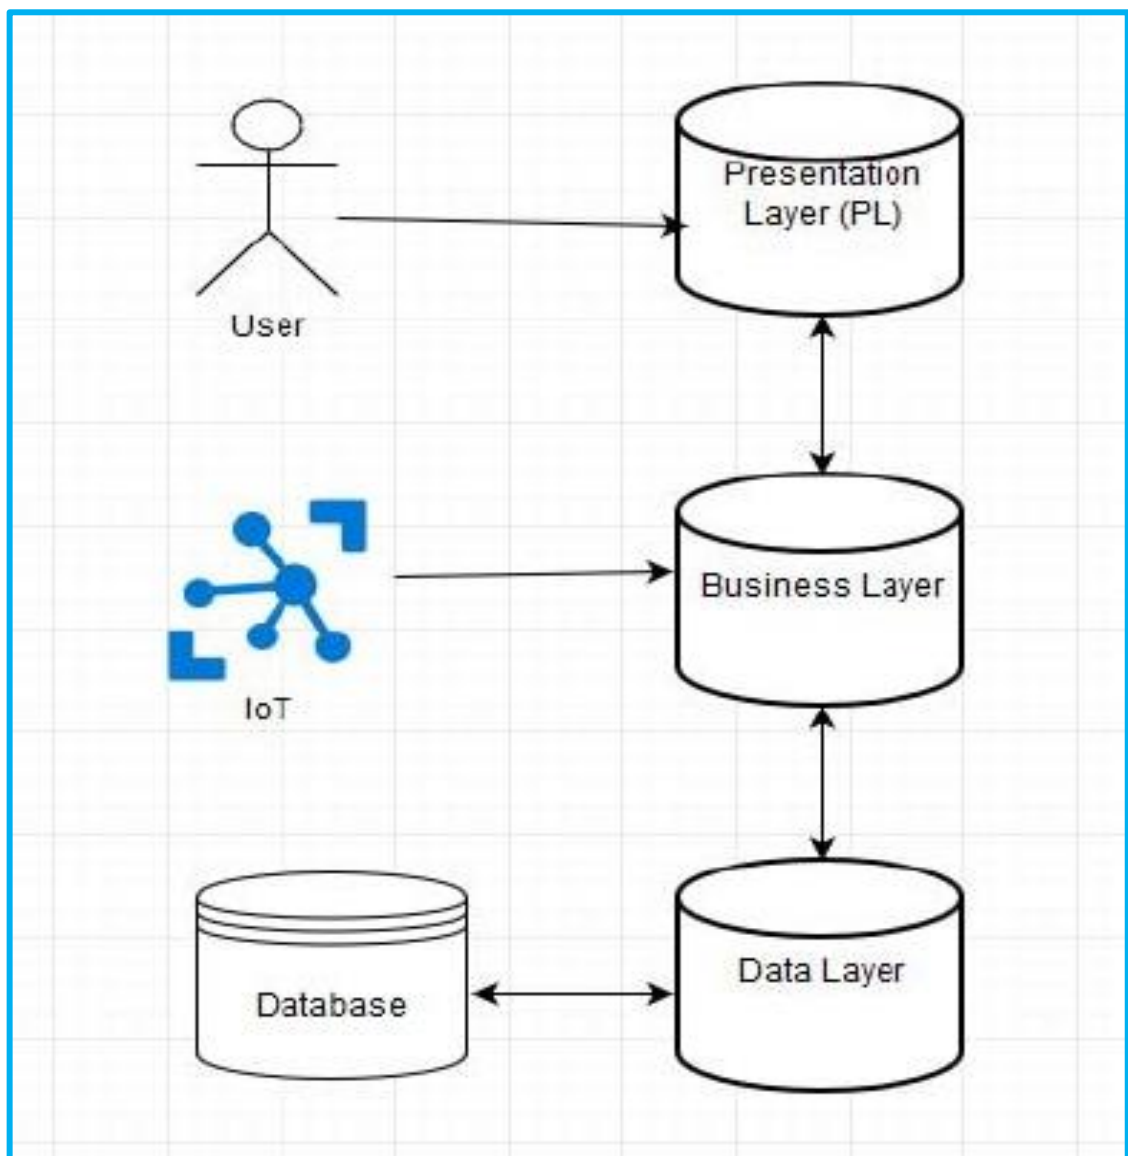 Presentation
Layer (PL)
User
Business Layer
IoT
Data Layer
Database